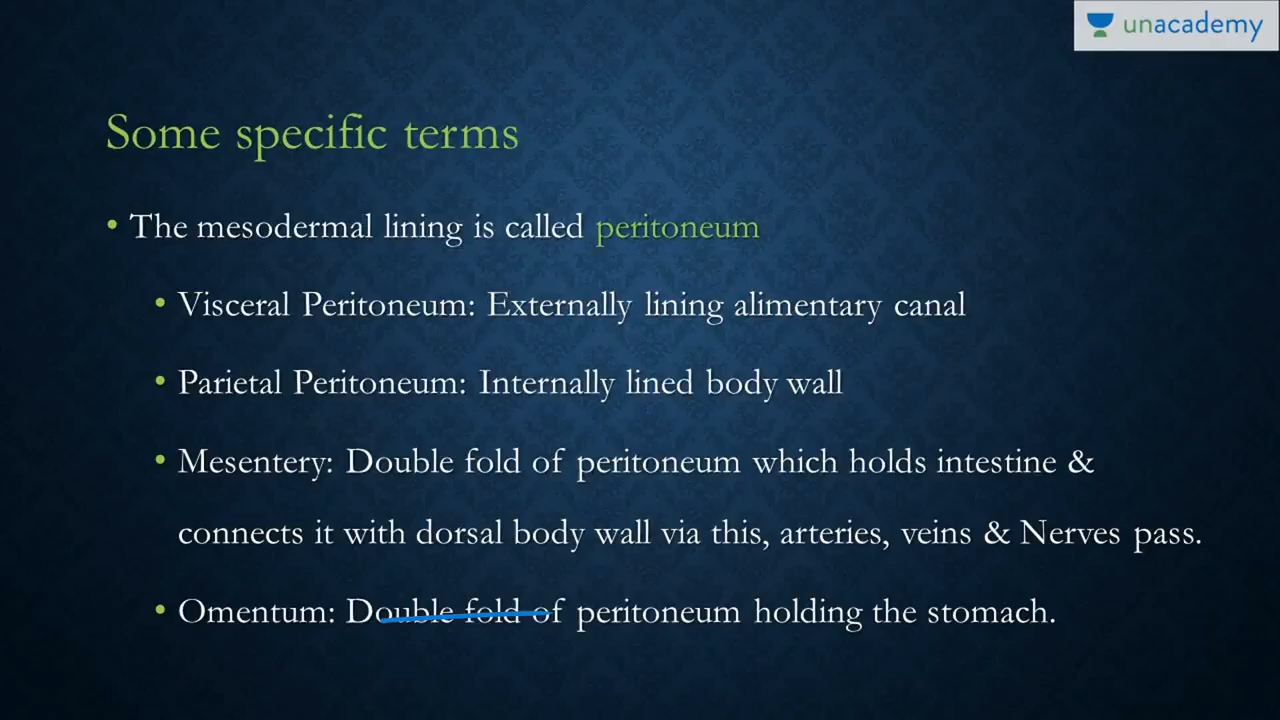 unacademy
Some specific terms
• The mesodermal lining is called peritoneum
• Visceral Peritoneum: Externally lining alimentary canal
• Parietal Peritoneum: Internally lined body wall
• Mesentery: Double fold of peritoneum which holds intestine &
connects it with dorsal body wall via this, arteries, veins & Nerves pass.
• Omentum: Double fold of peritoneum holding the stomach.